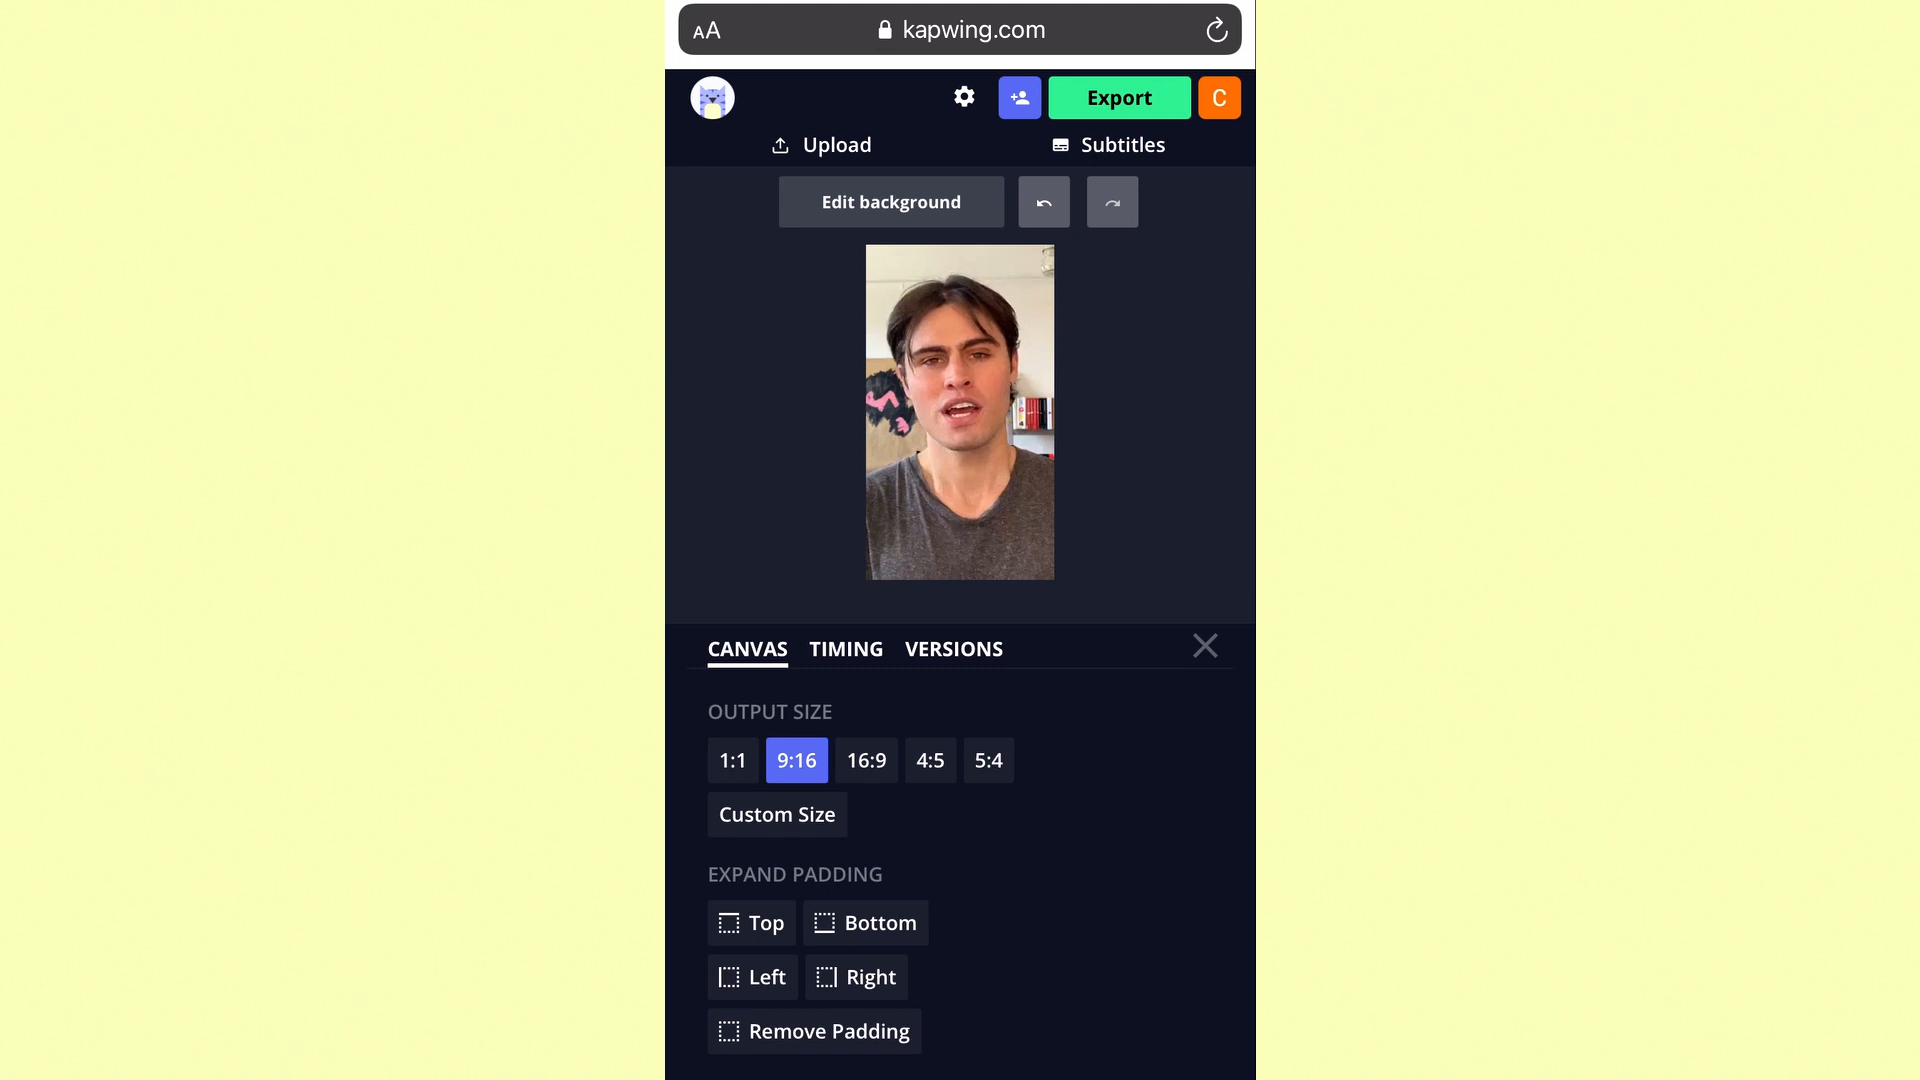 AA kapwing.com
Export C
Upload Subtitles
Edit background
CANVAS TIMING VERSIONS
OUTPUT SIZE
1:1 9:16 16:9 4:5 5:4
Custom Size
EXPAND PADDING
Top Bottom
Left Right
Remove Padding